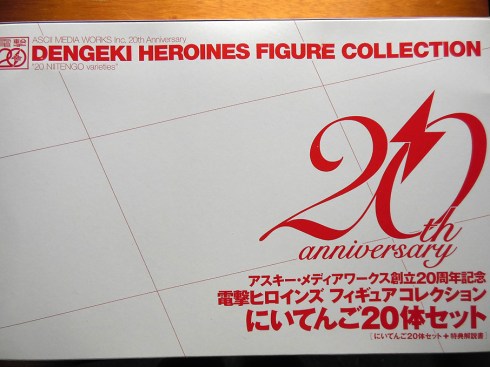 電撃
20
ASCII MEDIA WORKS Inc. 20th Anniversary
DENGEKI HEROINES FIGURE COLLECTION
"20 NIITENGO varieties"
20th
anniversary
アスキー・メディアワークス創立20周年記念
電撃ヒロインズ フィギュアコレクション
にいてんご20体セット
[にいてんご20体セット+特典解説書]